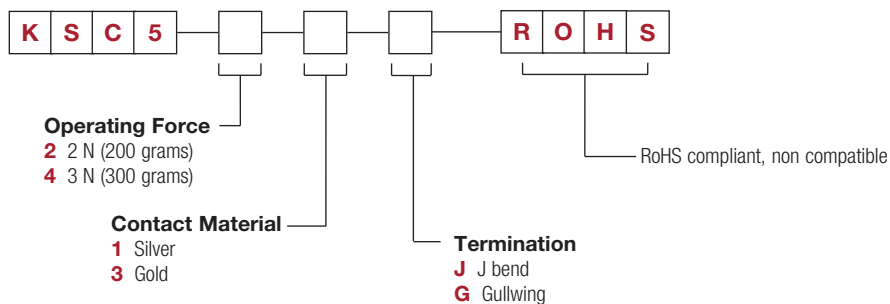 K S C 5 R O H S
Operating Force
2 2 N (200 grams)
4 3 N (300 grams)
RoHS compliant, non compatible
Contact Material
1 Silver
3 Gold
Termination
J J bend
G Gullwing